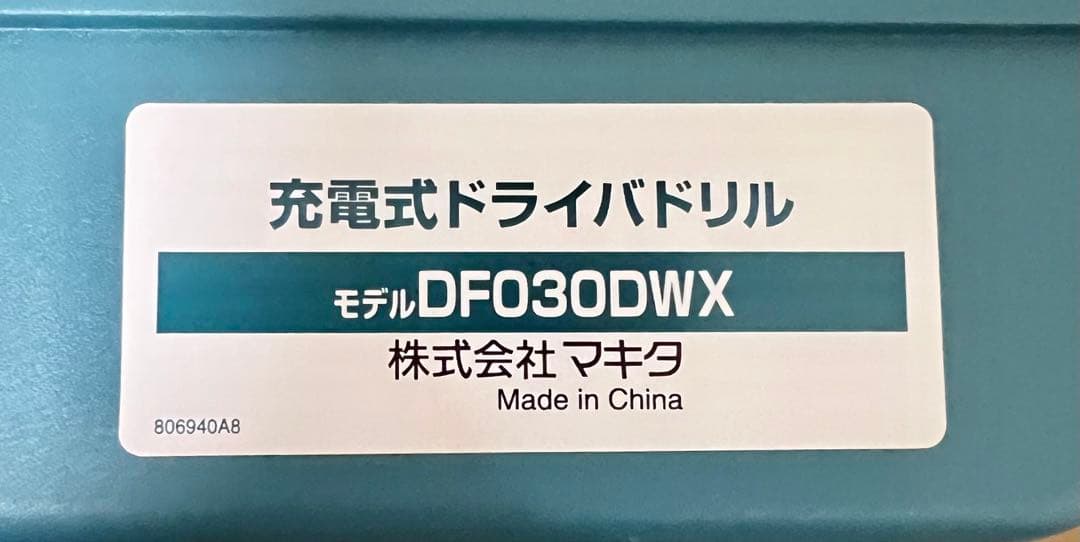 充電式ドライバドリル
モデルDF030DWX
株式会社マキタ
Made in China
806940A8